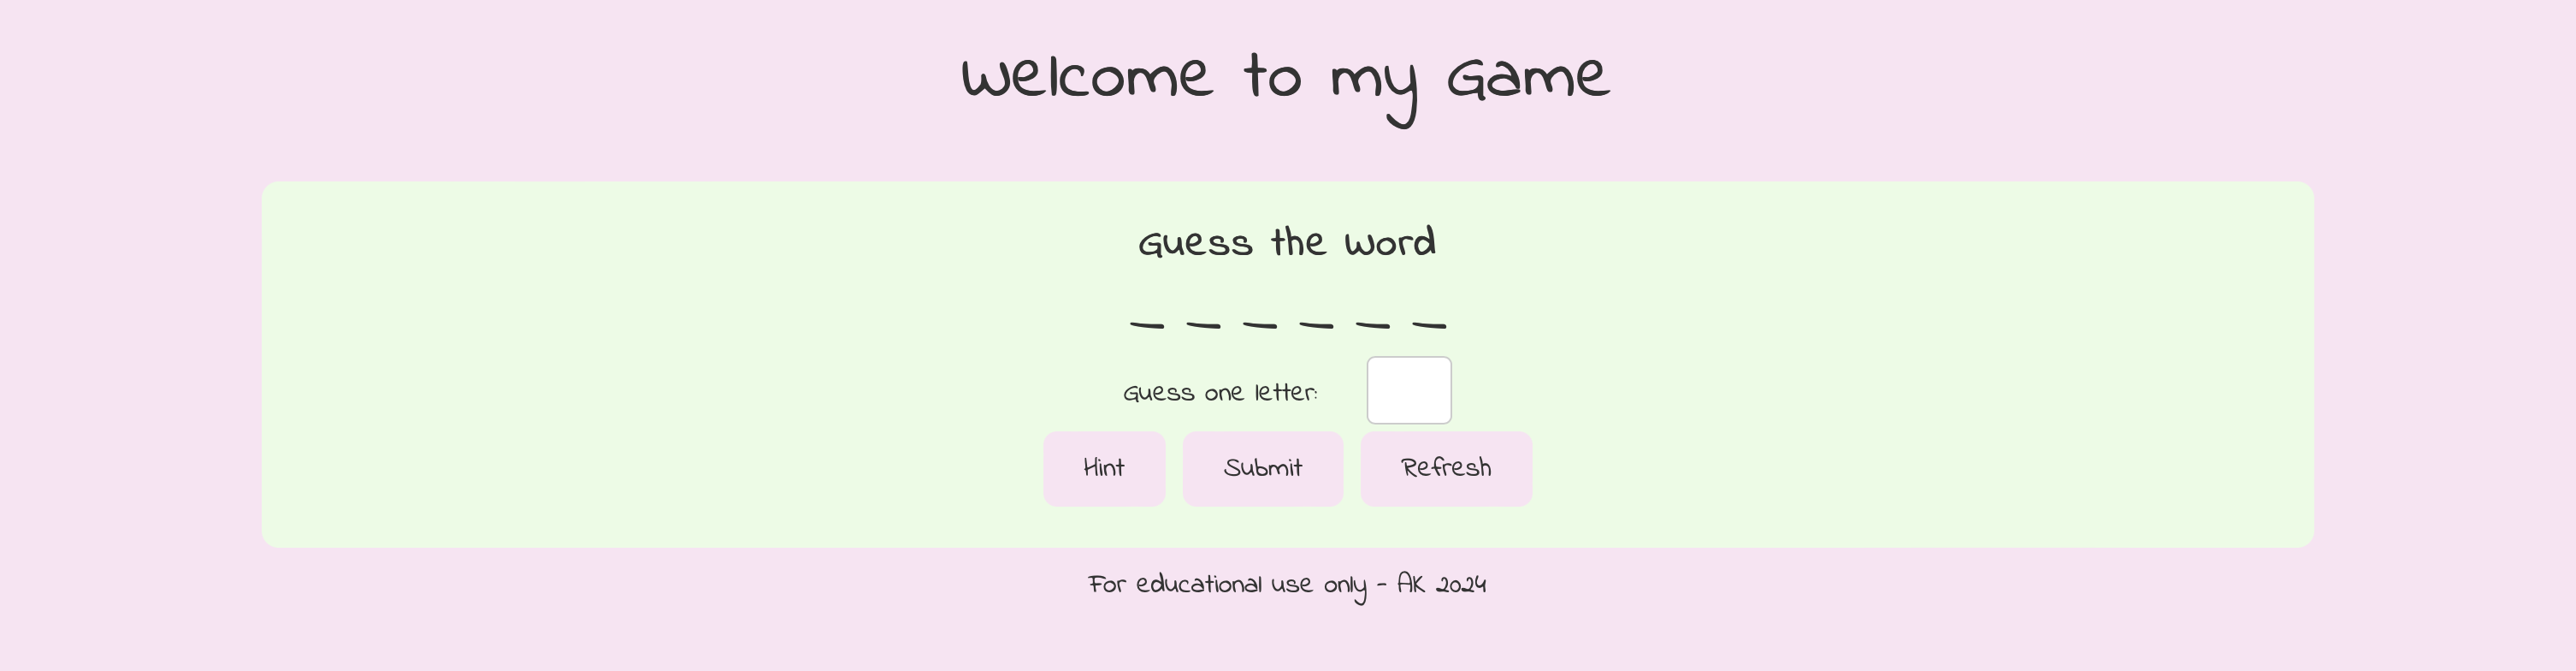 Welcome to my Game
Guess the Word
_ _ _ _ _ _
Guess one letter:
Hint Submit Refresh
For educational use only - AK 2024